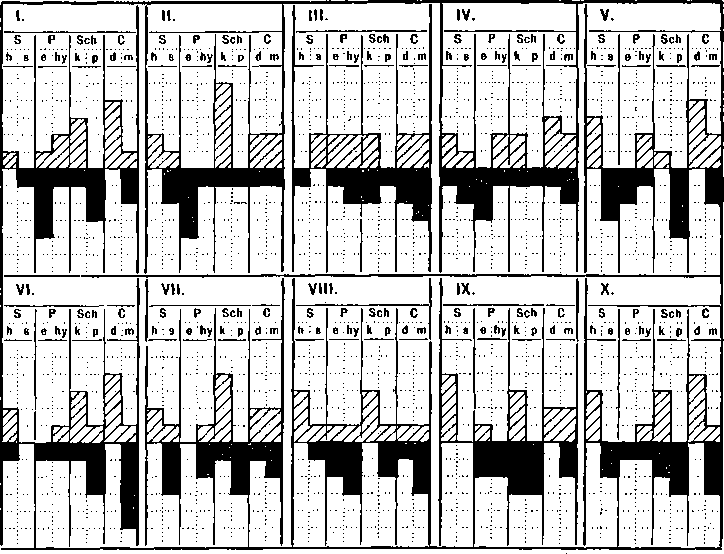 I. II. III. IV. V.
S P Sch C S P Sch C S P Sch C S P Sch C S P Sch C
h s e hy k p d m h s e hy k p d m h s e hy k p d m h s e hy k p d m h s e hy k p d m
VI. VII. VIII. IX. X.
S P Sch C S P Sch C S P Sch C S P Sch C S P Sch C
h s e hy k p d m h s e hy k p d m h s e hy k p d m h s e hy k p d m h s e hy k p d m